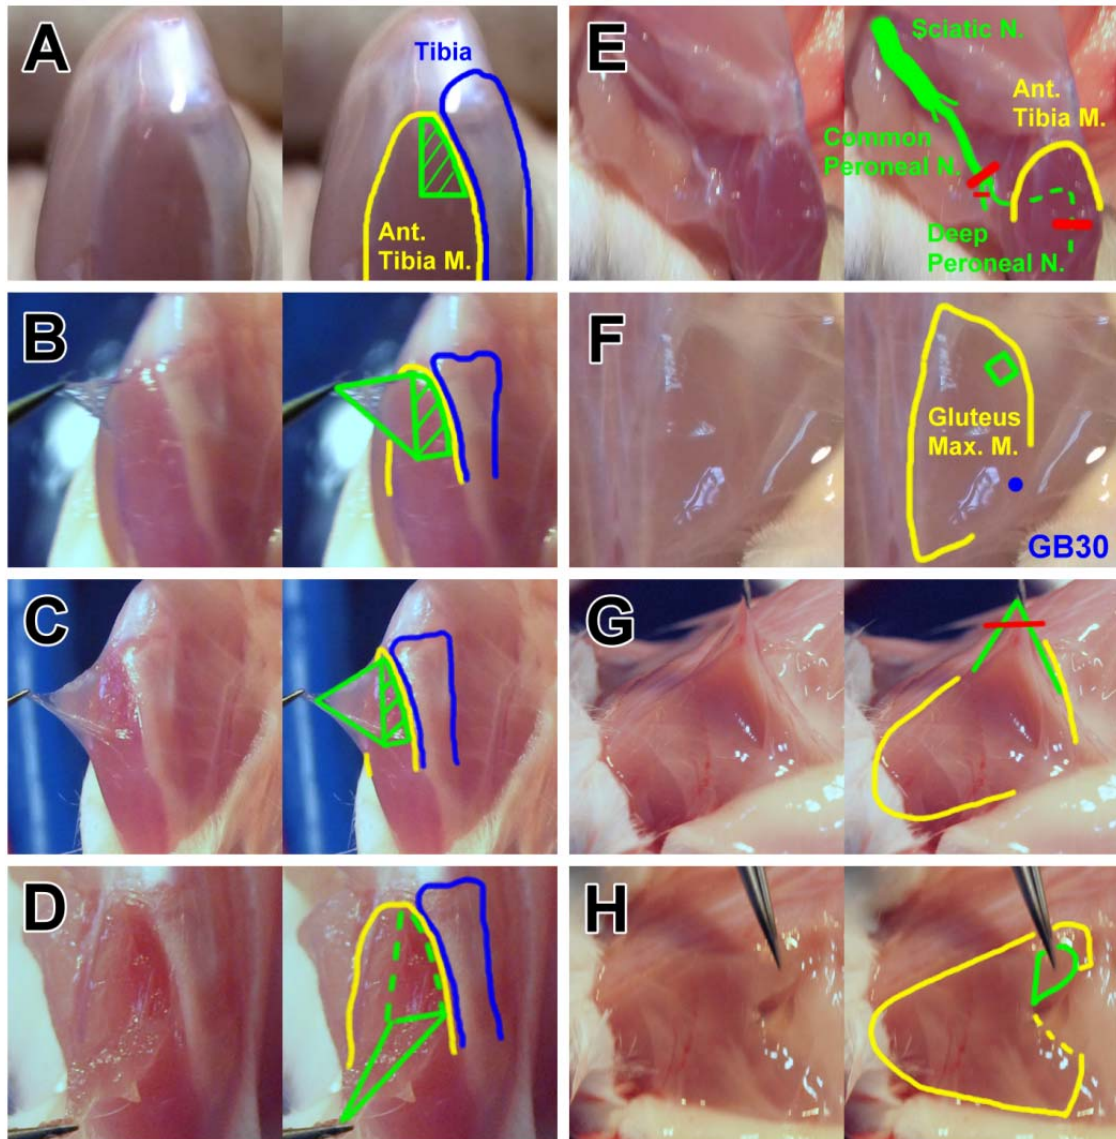 A
Tibia
Ant.
Tibia M.
B
C
D
E
Sciatic N.
Ant.
Tibia M.
Common
Peroneal N.
Deep
Peroneal N.
F
Gluteus
Max. M.
GB30
G
H